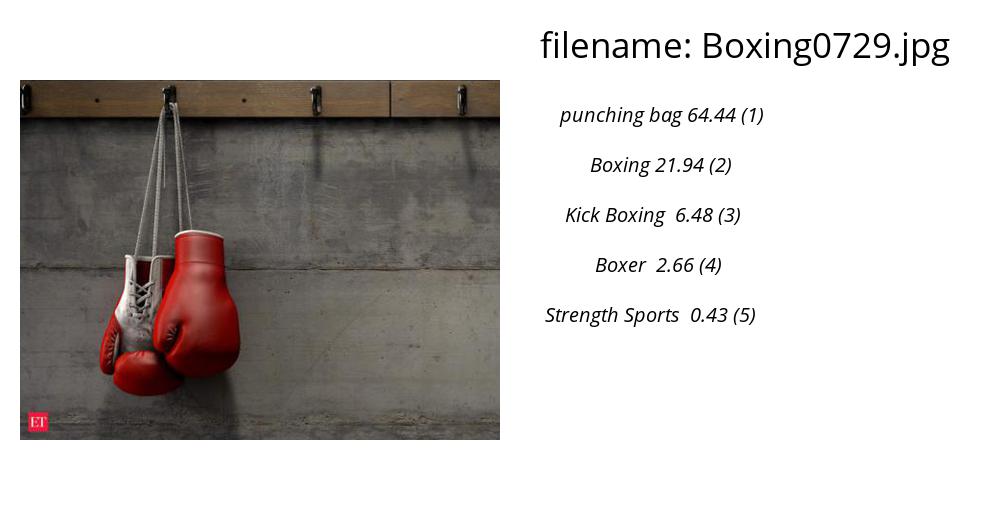 filename: Boxing0729.jpg
punching bag 64.44 (1)
Boxing 21.94 (2)
Kick Boxing 6.48 (3)
Boxer 2.66 (4)
Strength Sports 0.43 (5)
ET